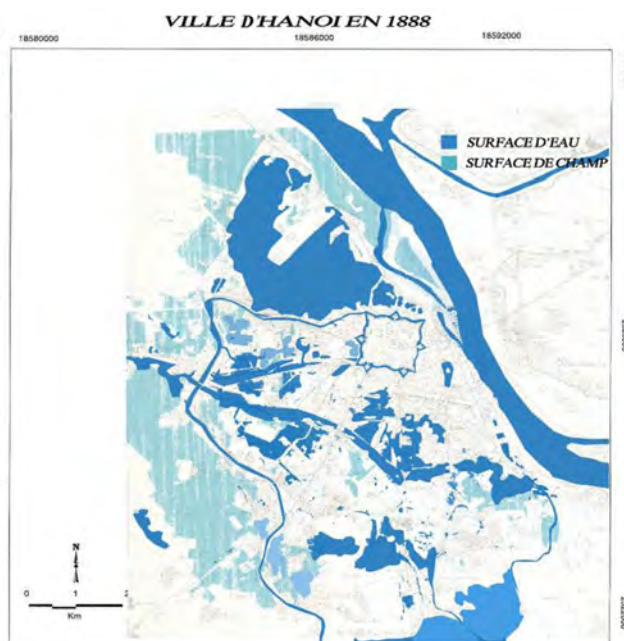 VILLE D'HANOI EN 1888
18580000
18586000
18592000
SURFACE D'EAU
SURFACE DE CHAMP
N
0 1 2
Km